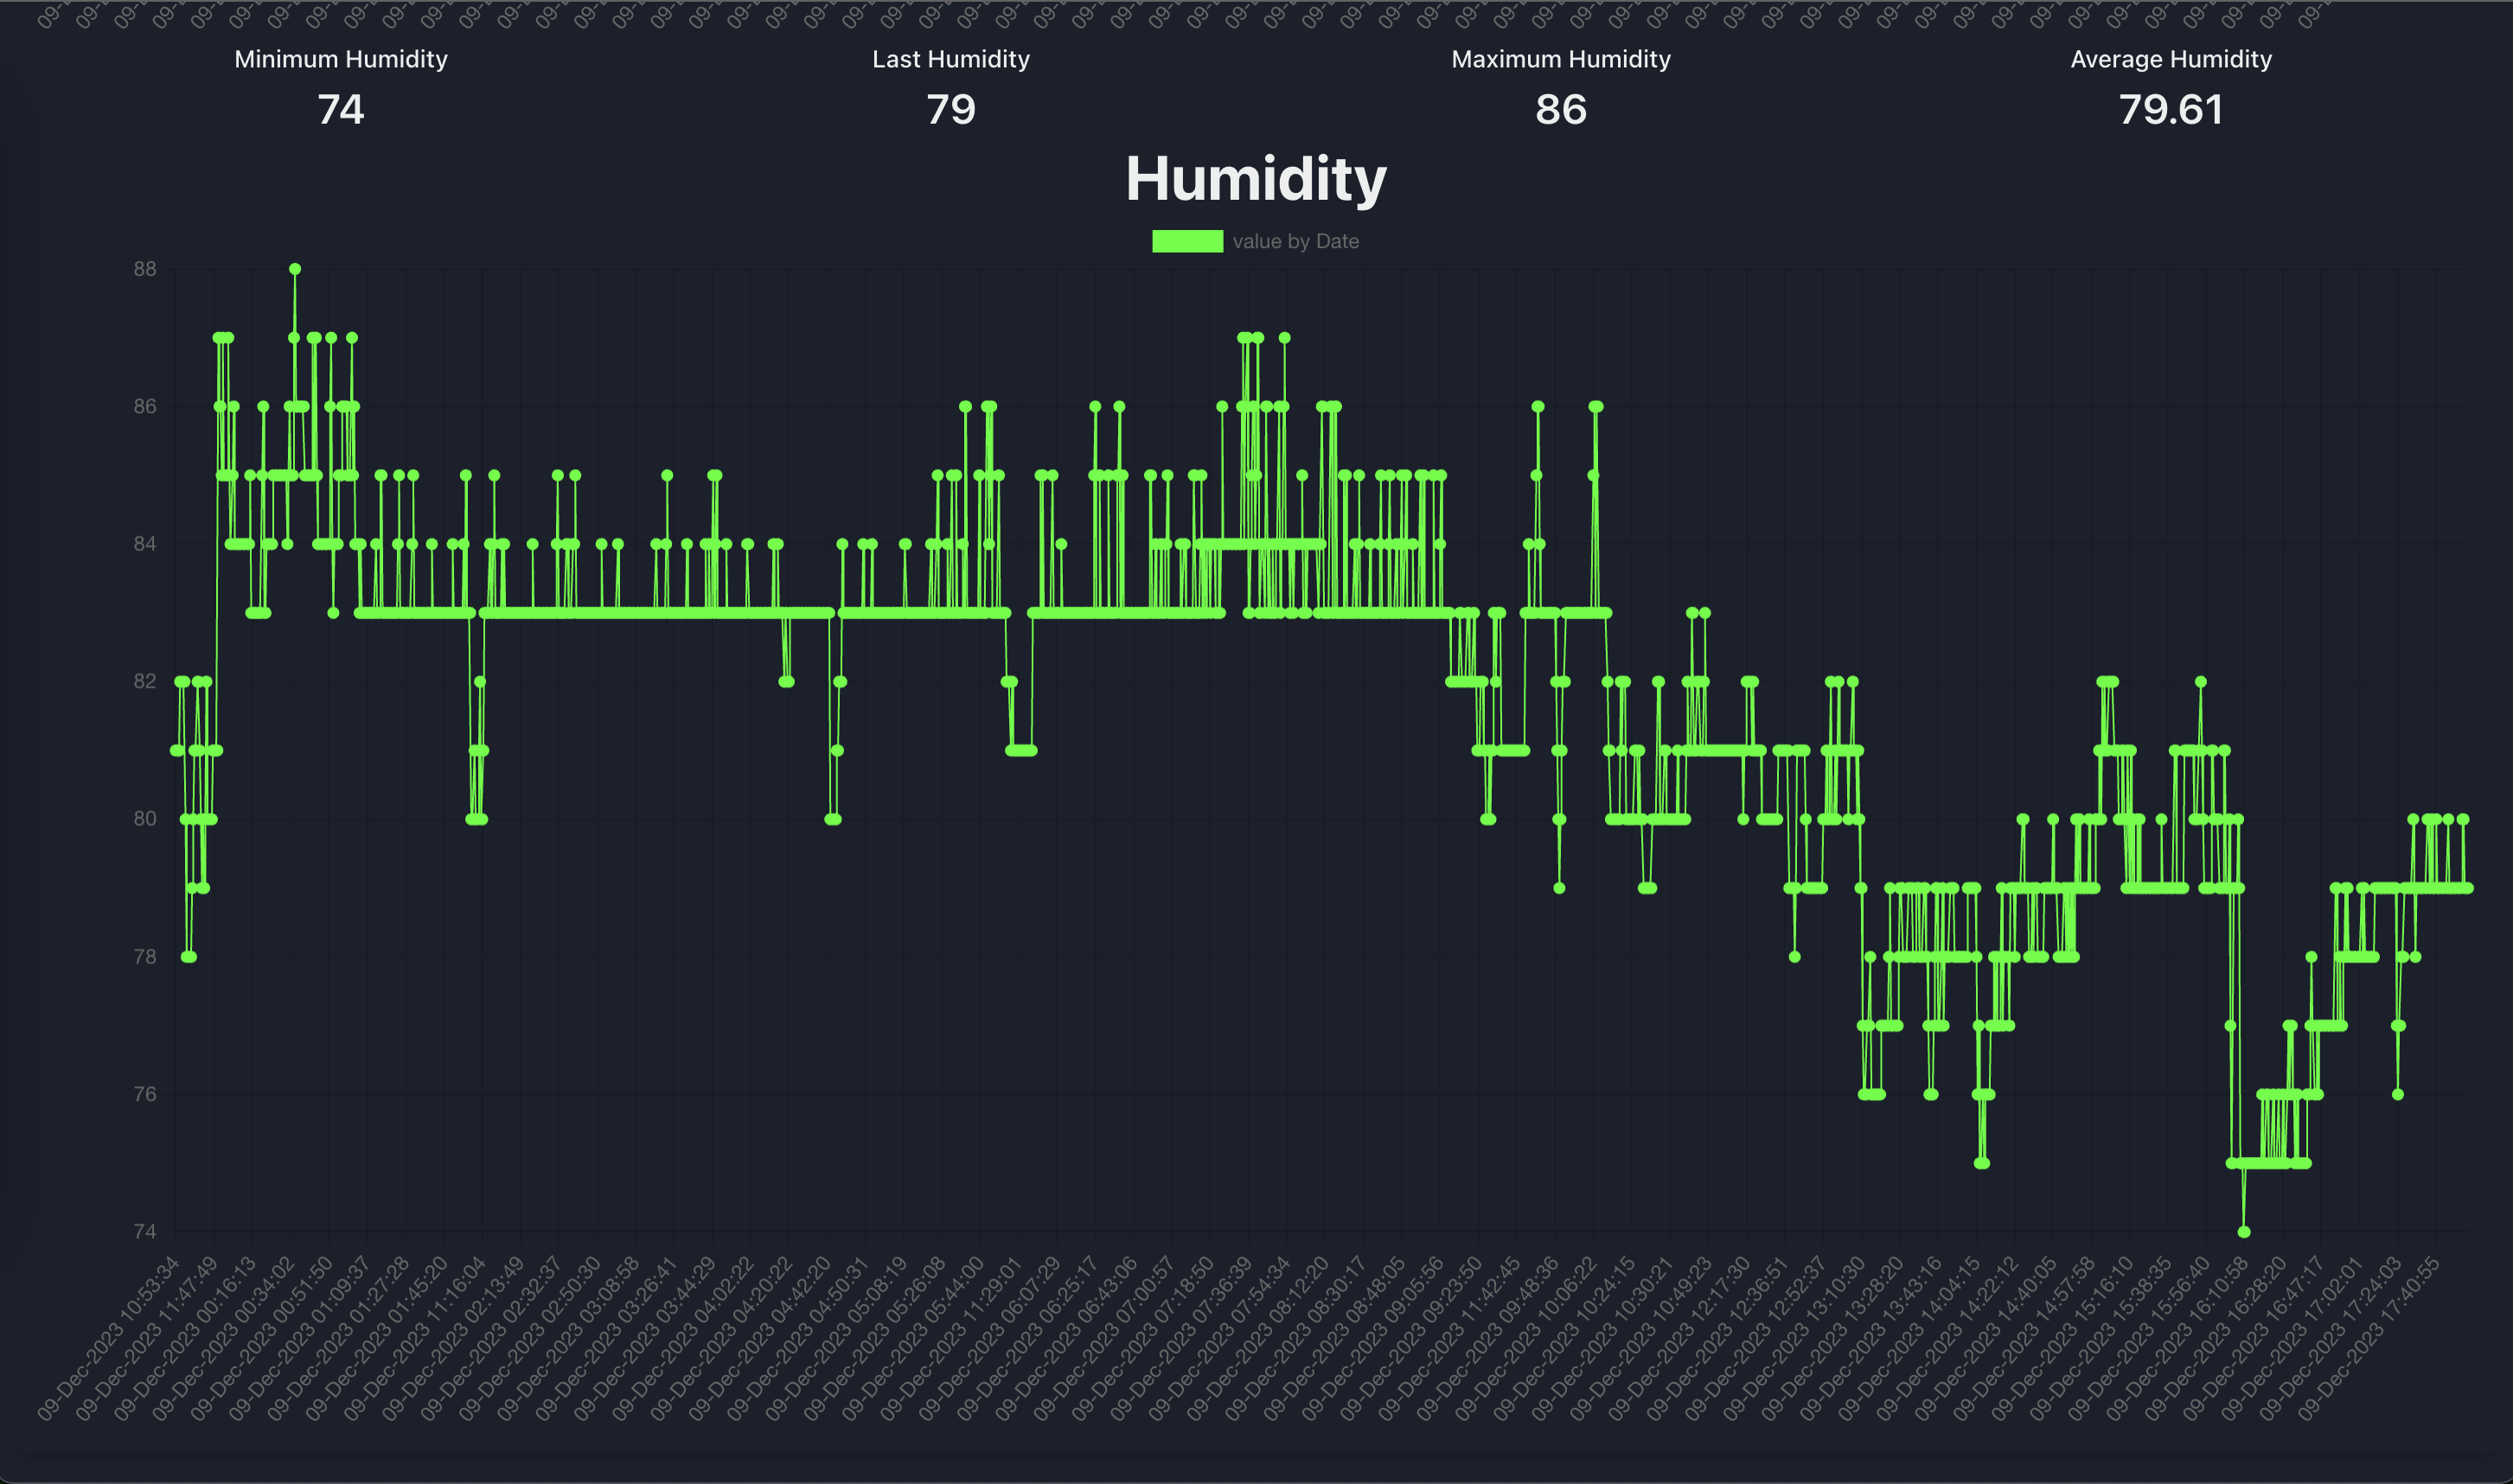 Minimum Humidity
74
Last Humidity
79
Maximum Humidity
86
Average Humidity
79.61
Humidity
value by Date
88
86
84
82
80
78
76
74
09-Dec-2023 10:53:34
09-Dec-2023 11:47:49
09-Dec-2023 00:16:13
09-Dec-2023 00:34:02
09-Dec-2023 00:51:50
09-Dec-2023 01:09:37
09-Dec-2023 01:27:28
09-Dec-2023 01:45:20
09-Dec-2023 11:16:04
09-Dec-2023 02:13:49
09-Dec-2023 02:32:37
09-Dec-2023 02:50:30
09-Dec-2023 03:08:58
09-Dec-2023 03:26:41
09-Dec-2023 03:44:29
09-Dec-2023 04:02:22
09-Dec-2023 04:20:22
09-Dec-2023 04:42:20
09-Dec-2023 04:50:31
09-Dec-2023 05:08:19
09-Dec-2023 05:26:08
09-Dec-2023 05:44:00
09-Dec-2023 11:29:01
09-Dec-2023 06:07:29
09-Dec-2023 06:25:17
09-Dec-2023 06:43:06
09-Dec-2023 07:00:57
09-Dec-2023 07:18:50
09-Dec-2023 07:36:39
09-Dec-2023 07:54:34
09-Dec-2023 08:12:20
09-Dec-2023 08:30:17
09-Dec-2023 08:48:05
09-Dec-2023 09:05:56
09-Dec-2023 09:23:50
09-Dec-2023 11:42:45
09-Dec-2023 09:48:36
09-Dec-2023 10:06:22
09-Dec-2023 10:24:15
09-Dec-2023 10:30:21
09-Dec-2023 10:49:23
09-Dec-2023 12:17:30
09-Dec-2023 12:36:51
09-Dec-2023 12:52:37
09-Dec-2023 13:10:30
09-Dec-2023 13:28:20
09-Dec-2023 13:43:16
09-Dec-2023 14:04:15
09-Dec-2023 14:22:12
09-Dec-2023 14:40:05
09-Dec-2023 14:57:58
09-Dec-2023 15:16:10
09-Dec-2023 15:38:35
09-Dec-2023 15:56:40
09-Dec-2023 16:10:58
09-Dec-2023 16:28:20
09-Dec-2023 16:47:17
09-Dec-2023 17:02:01
09-Dec-2023 17:24:03
09-Dec-2023 17:40:55